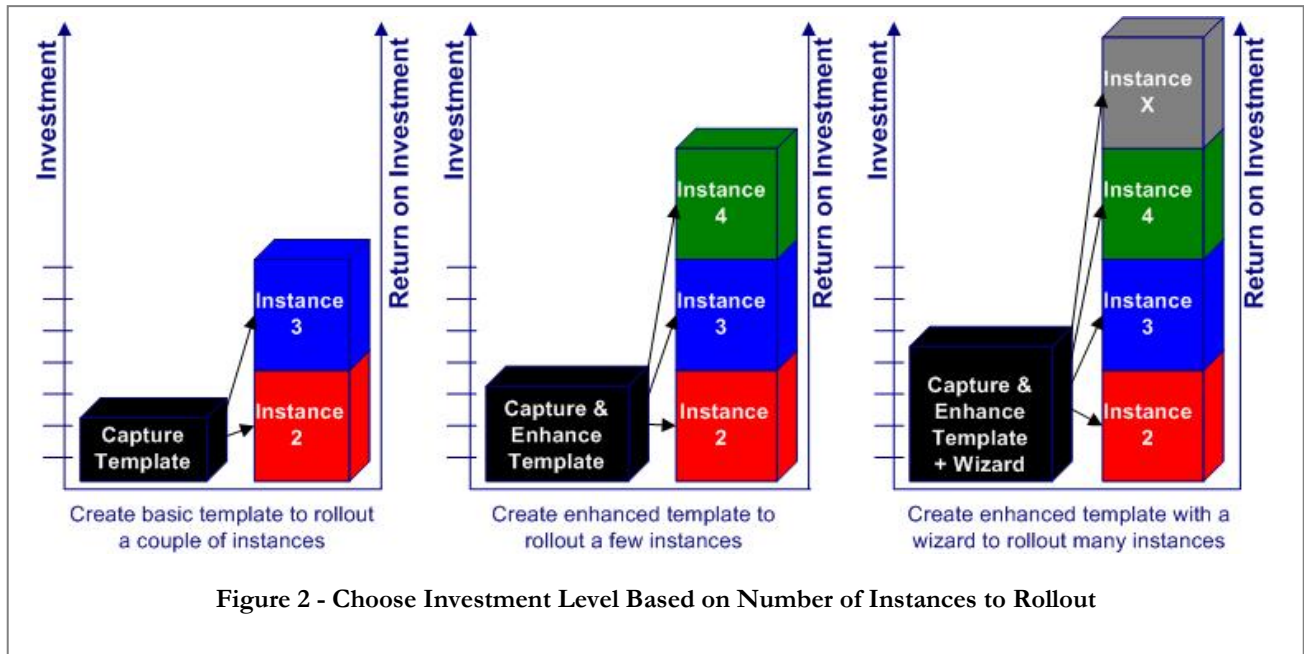 Investment
Return on Investment
Instance
3
Instance
2
Capture
Template
Create basic template to rollout
a couple of instances
Investment
Return on Investment
Instance
4
Instance
3
Instance
2
Capture &
Enhance
Template
Create enhanced template to
rollout a few instances
Investment
Return on Investment
Instance
X
Instance
4
Instance
3
Instance
2
Capture &
Enhance
Template
+ Wizard
Create enhanced template with a
wizard to rollout many instances
Figure 2 - Choose Investment Level Based on Number of Instances to Rollout